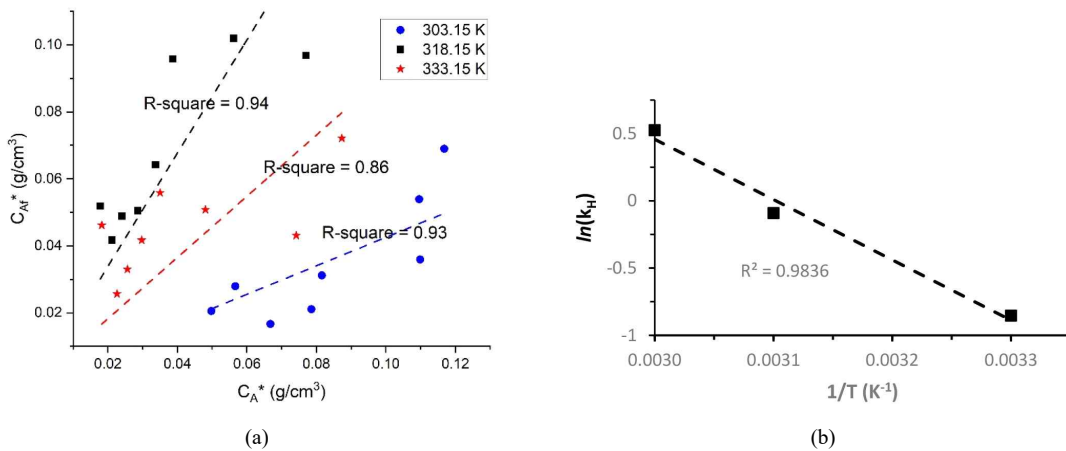 303.15 K
318.15 K
333.15 K
R-square = 0.94
R-square = 0.86
R-square = 0.93
0.10
0.08
0.06
0.04
0.02
C_Af* (g/cm³)
0.02 0.04 0.06 0.08 0.10 0.12
C_A* (g/cm³)
(a)
0.5
0
-0.5
-1
ln(k_H)
R² = 0.9836
0.0030 0.0031 0.0032 0.0033
1/T (K⁻¹)
(b)